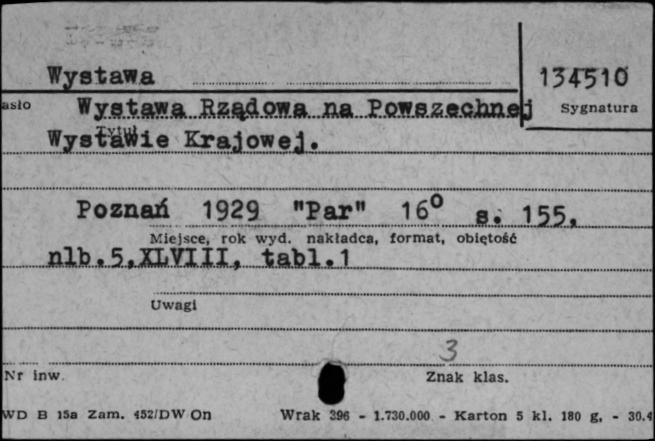 Wystawa
134510
asło
Wystawa Rządowa na Powszechnej
Sygnatura
Tytuł
Wystawie Krajowej.
Poznań 1929 "Par" 16° s. 155,
Miejsce, rok wyd. nakładca, format, objętość
nlb.5,XLVIII, tabl.1
Uwagi
3
Nr inw.
Znak klas.
WD B 15a Zam. 452/DW On
Wrak 396 - 1.730.000 - Karton 5 kl. 180 g, - 30.4